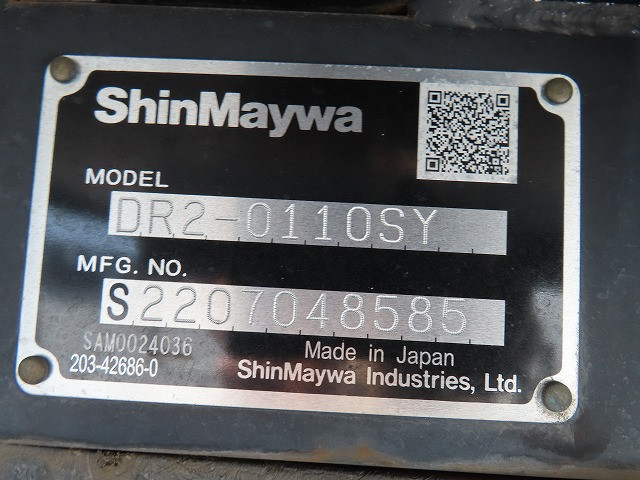 ShinMaywa
MODEL
DR2-0110SY
MFG. NO.
S2207048585
SAM0024036
203-42686-0
Made in Japan
ShinMaywa Industries, Ltd.